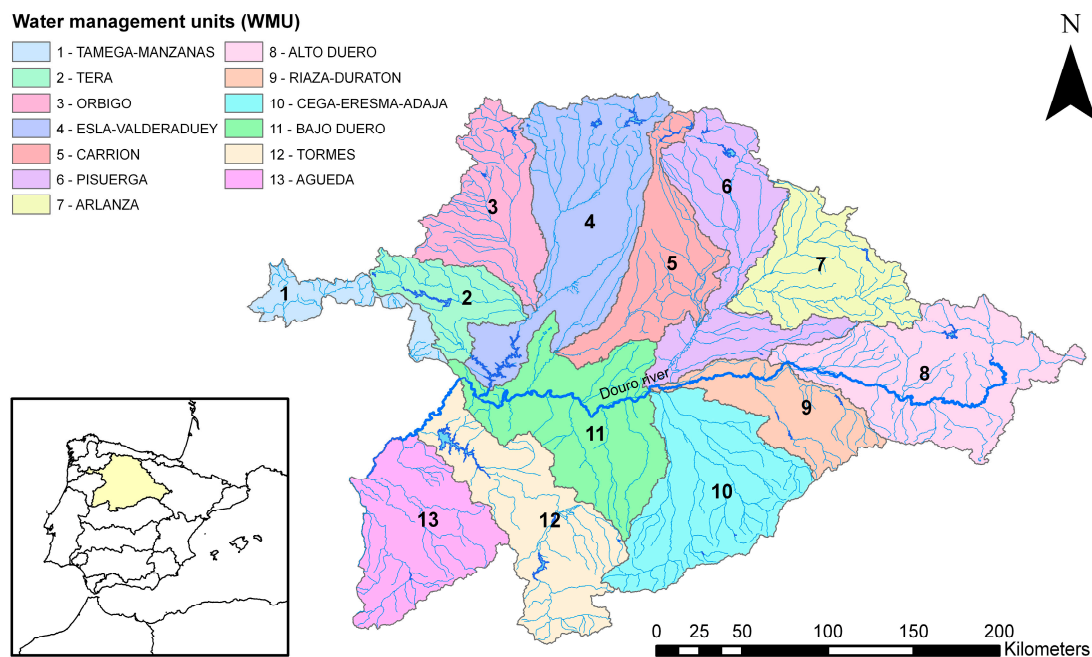 Water management units (WMU)
1 - TAMEGA-MANZANAS
2 - TERA
3 - ORBIGO
4 - ESLA-VALDERADUEY
5 - CARRION
6 - PISUERGA
7 - ARLANZA
8 - ALTO DUERO
9 - RIAZA-DURATON
10 - CEGA-ERESMA-ADAJA
11 - BAJO DUERO
12 - TORMES
13 - AGUEDA
N
6
3
4
5
7
1
2
Douro river
8
9
11
10
13
12
0 25 50 100 150 200
Kilometers